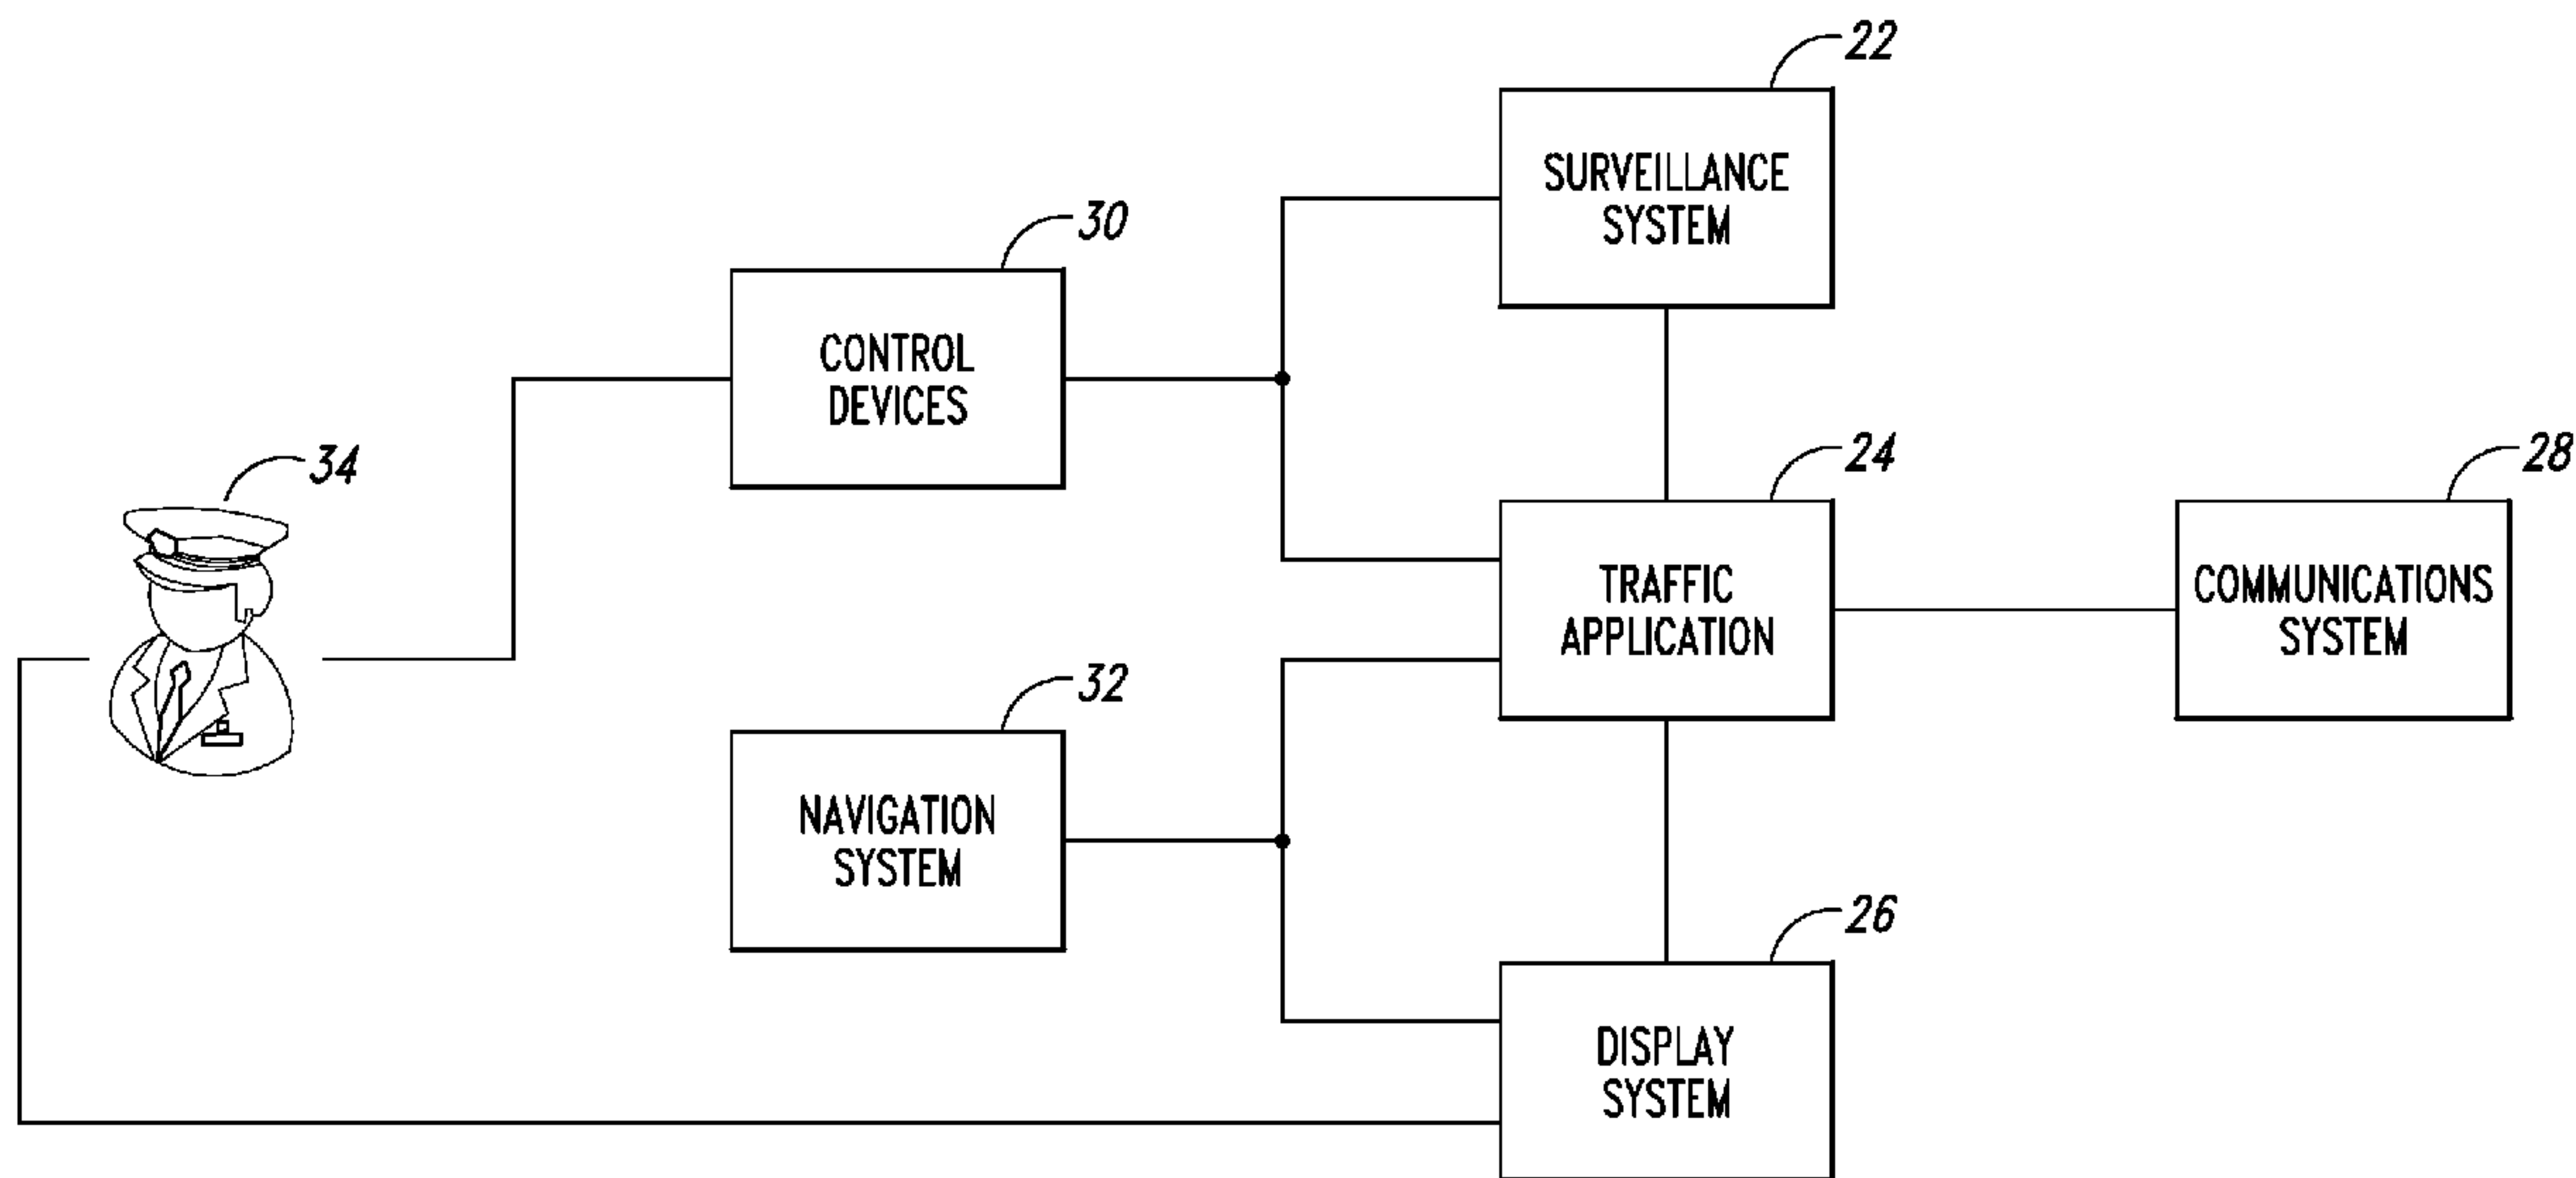 22
SURVEILLANCE
SYSTEM
30
CONTROL
DEVICES
34
24
TRAFFIC
APPLICATION
28
COMMUNICATIONS
SYSTEM
32
NAVIGATION
SYSTEM
26
DISPLAY
SYSTEM